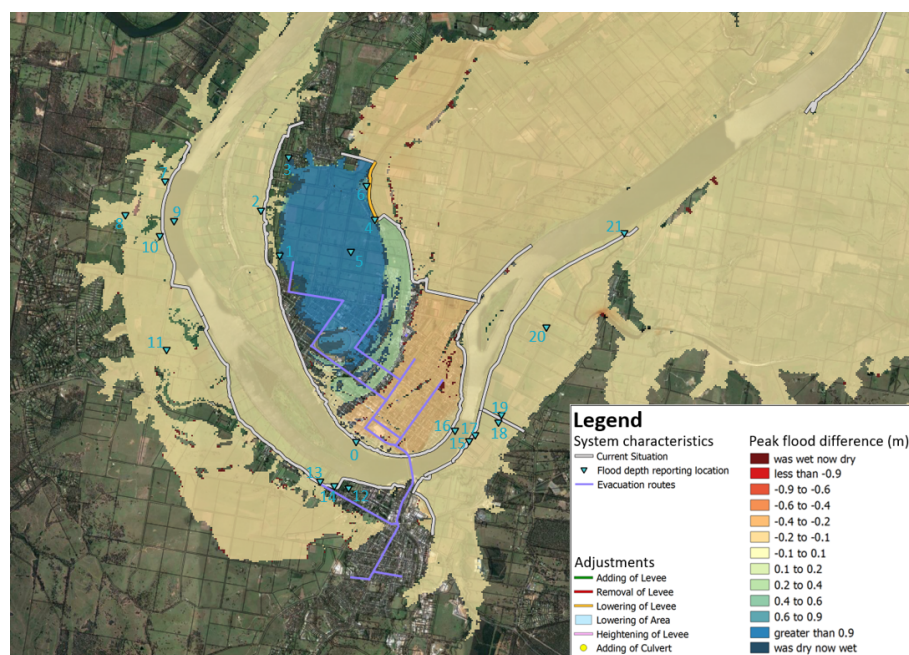 7
3
6
8
9
2
4
10
21
1
5
20
11
19
16
17
18
0
15
13
14
12
Legend
System characteristics
Current Situation
Flood depth reporting location
Evacuation routes
Adjustments
Adding of Levee
Removal of Levee
Lowering of Levee
Lowering of Area
Heightening of Levee
Adding of Culvert
Peak flood difference (m)
was wet now dry
less than -0.9
-0.9 to -0.6
-0.6 to -0.4
-0.4 to -0.2
-0.2 to -0.1
-0.1 to 0.1
0.1 to 0.2
0.2 to 0.4
0.4 to 0.6
0.6 to 0.9
greater than 0.9
was dry now wet